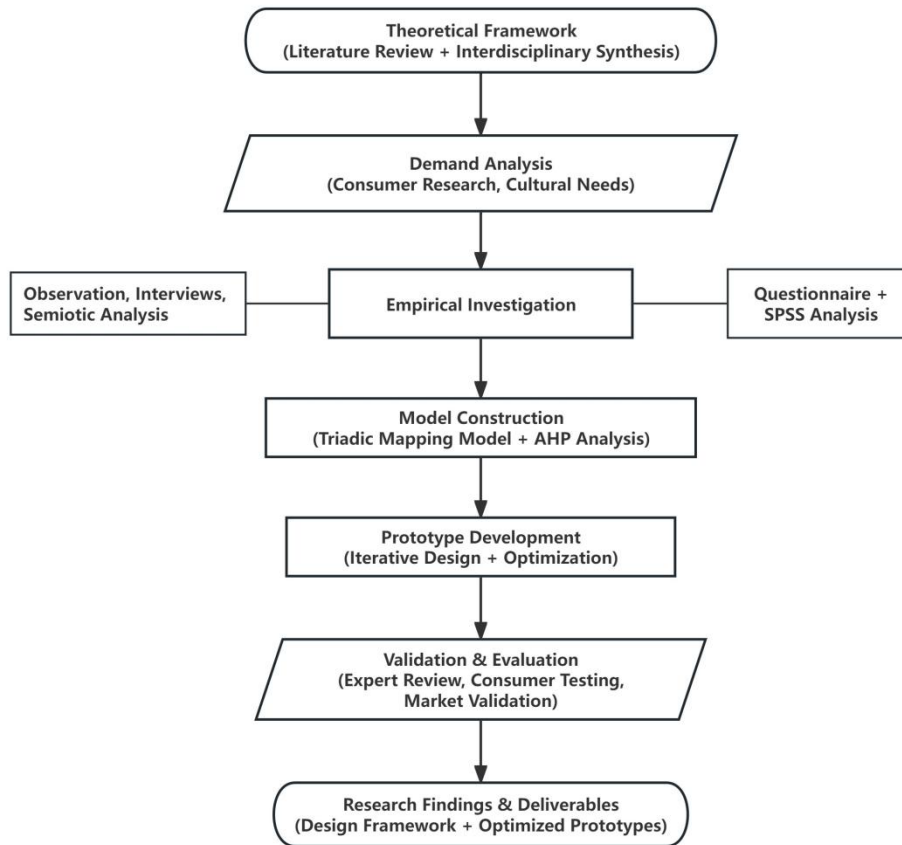 Theoretical Framework
(Literature Review + Interdisciplinary Synthesis)
Demand Analysis
(Consumer Research, Cultural Needs)
Observation, Interviews,
Semiotic Analysis
Empirical Investigation
Questionnaire +
SPSS Analysis
Model Construction
(Triadic Mapping Model + AHP Analysis)
Prototype Development
(Iterative Design + Optimization)
Validation & Evaluation
(Expert Review, Consumer Testing,
Market Validation)
Research Findings & Deliverables
(Design Framework + Optimized Prototypes)